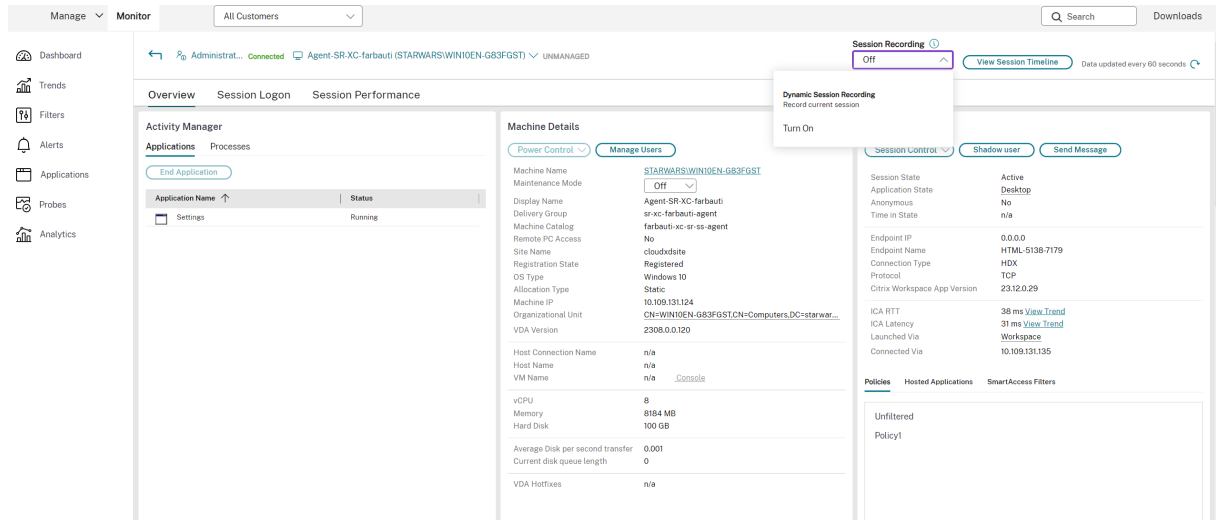 Manage
Monitor
All Customers
Search
Downloads
Dashboard
Trends
Filters
Alerts
Applications
Probes
Analytics
Administrat... Connected Agent-SR-XC-farbauti (STARWARS\WIN10EN-G83FGST) UNMANAGED
Session Recording
Off
View Session Timeline
Data updated every 60 seconds
Dynamic Session Recording
Record current session
Turn On
Overview Session Logon Session Performance
Activity Manager
Applications Processes
End Application
Application Name Status
Settings Running
Machine Details
Power Control Manage Users
Machine Name STARWARS\WIN10EN-G83FGST
Maintenance Mode Off
Display Name Agent-SR-XC-farbauti
Delivery Group sr-xc-farbauti-agent
Machine Catalog farbauti-xc-sr-ss-agent
Remote PC Access No
Site Name cloudxdsite
Registration State Registered
OS Type Windows 10
Allocation Type Static
Machine IP 10.109.131.124
Organizational Unit CN=WIN10EN-G83FGST,CN=Computers,DC=starwar...
VDA Version 2308.0.0.120
Host Connection Name n/a
Host Name n/a
VM Name n/a Console
vCPU 8
Memory 8184 MB
Hard Disk 100 GB
Average Disk per second transfer 0.001
Current disk queue length 0
VDA Hotfixes n/a
Session Control Shadow user Send Message
Session State Active
Application State Desktop
Anonymous No
Time in State n/a
Endpoint IP 0.0.0.0
Endpoint Name HTML-5138-7179
Connection Type HDX
Protocol TCP
Citrix Workspace App Version 23.12.0.29
ICA RTT 38 ms View Trend
ICA Latency 31 ms View Trend
Launched Via Workspace
Connected Via 10.109.131.135
Policies Hosted Applications SmartAccess Filters
Unfiltered
Policy1